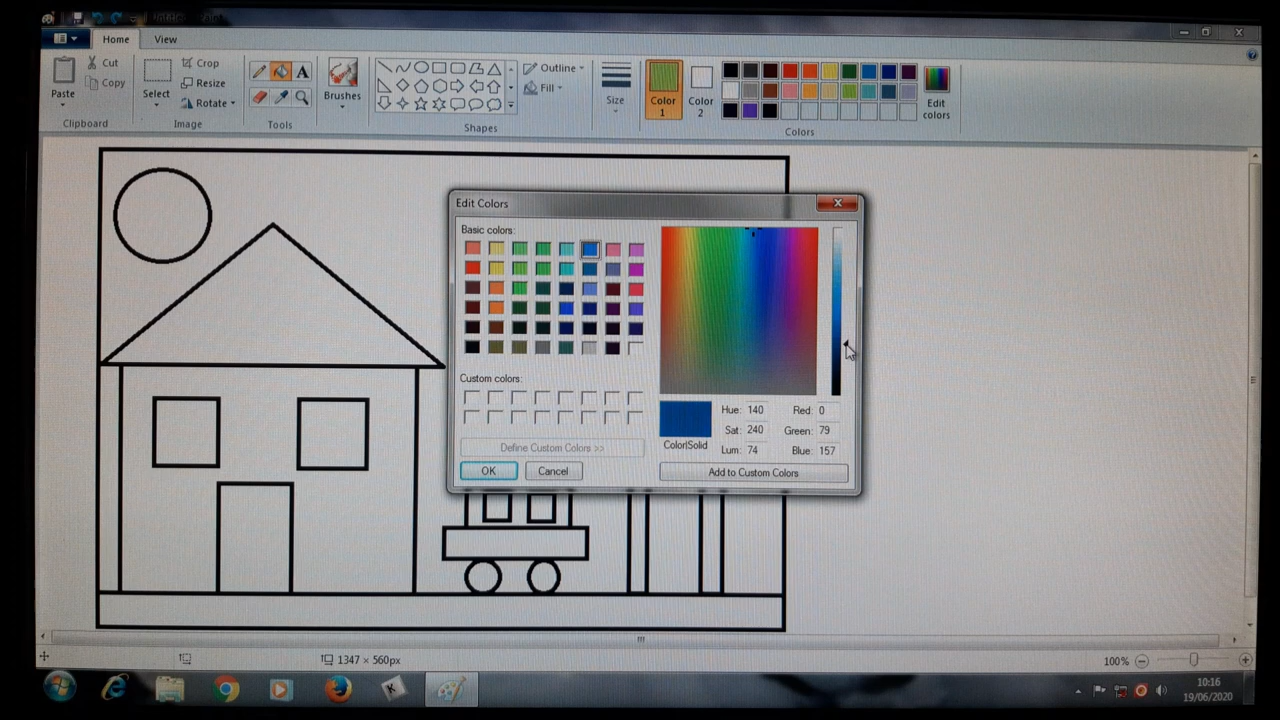 Home View
Cut
Copy
Paste
Clipboard
Crop
Resize
Rotate
Select
Image
A
Tools
Brushes
Outline
Fill
Shapes
Size
Color
1
Color
2
Edit
colors
Colors
Edit Colors
Basic colors:
Custom colors:
Define Custom Colors >>
OK
Cancel
Color|Solid
Hue: 140
Sat: 240
Lum: 74
Red: 0
Green: 79
Blue: 157
Add to Custom Colors
1347 × 560px
100%
K
10:16
19/06/2020